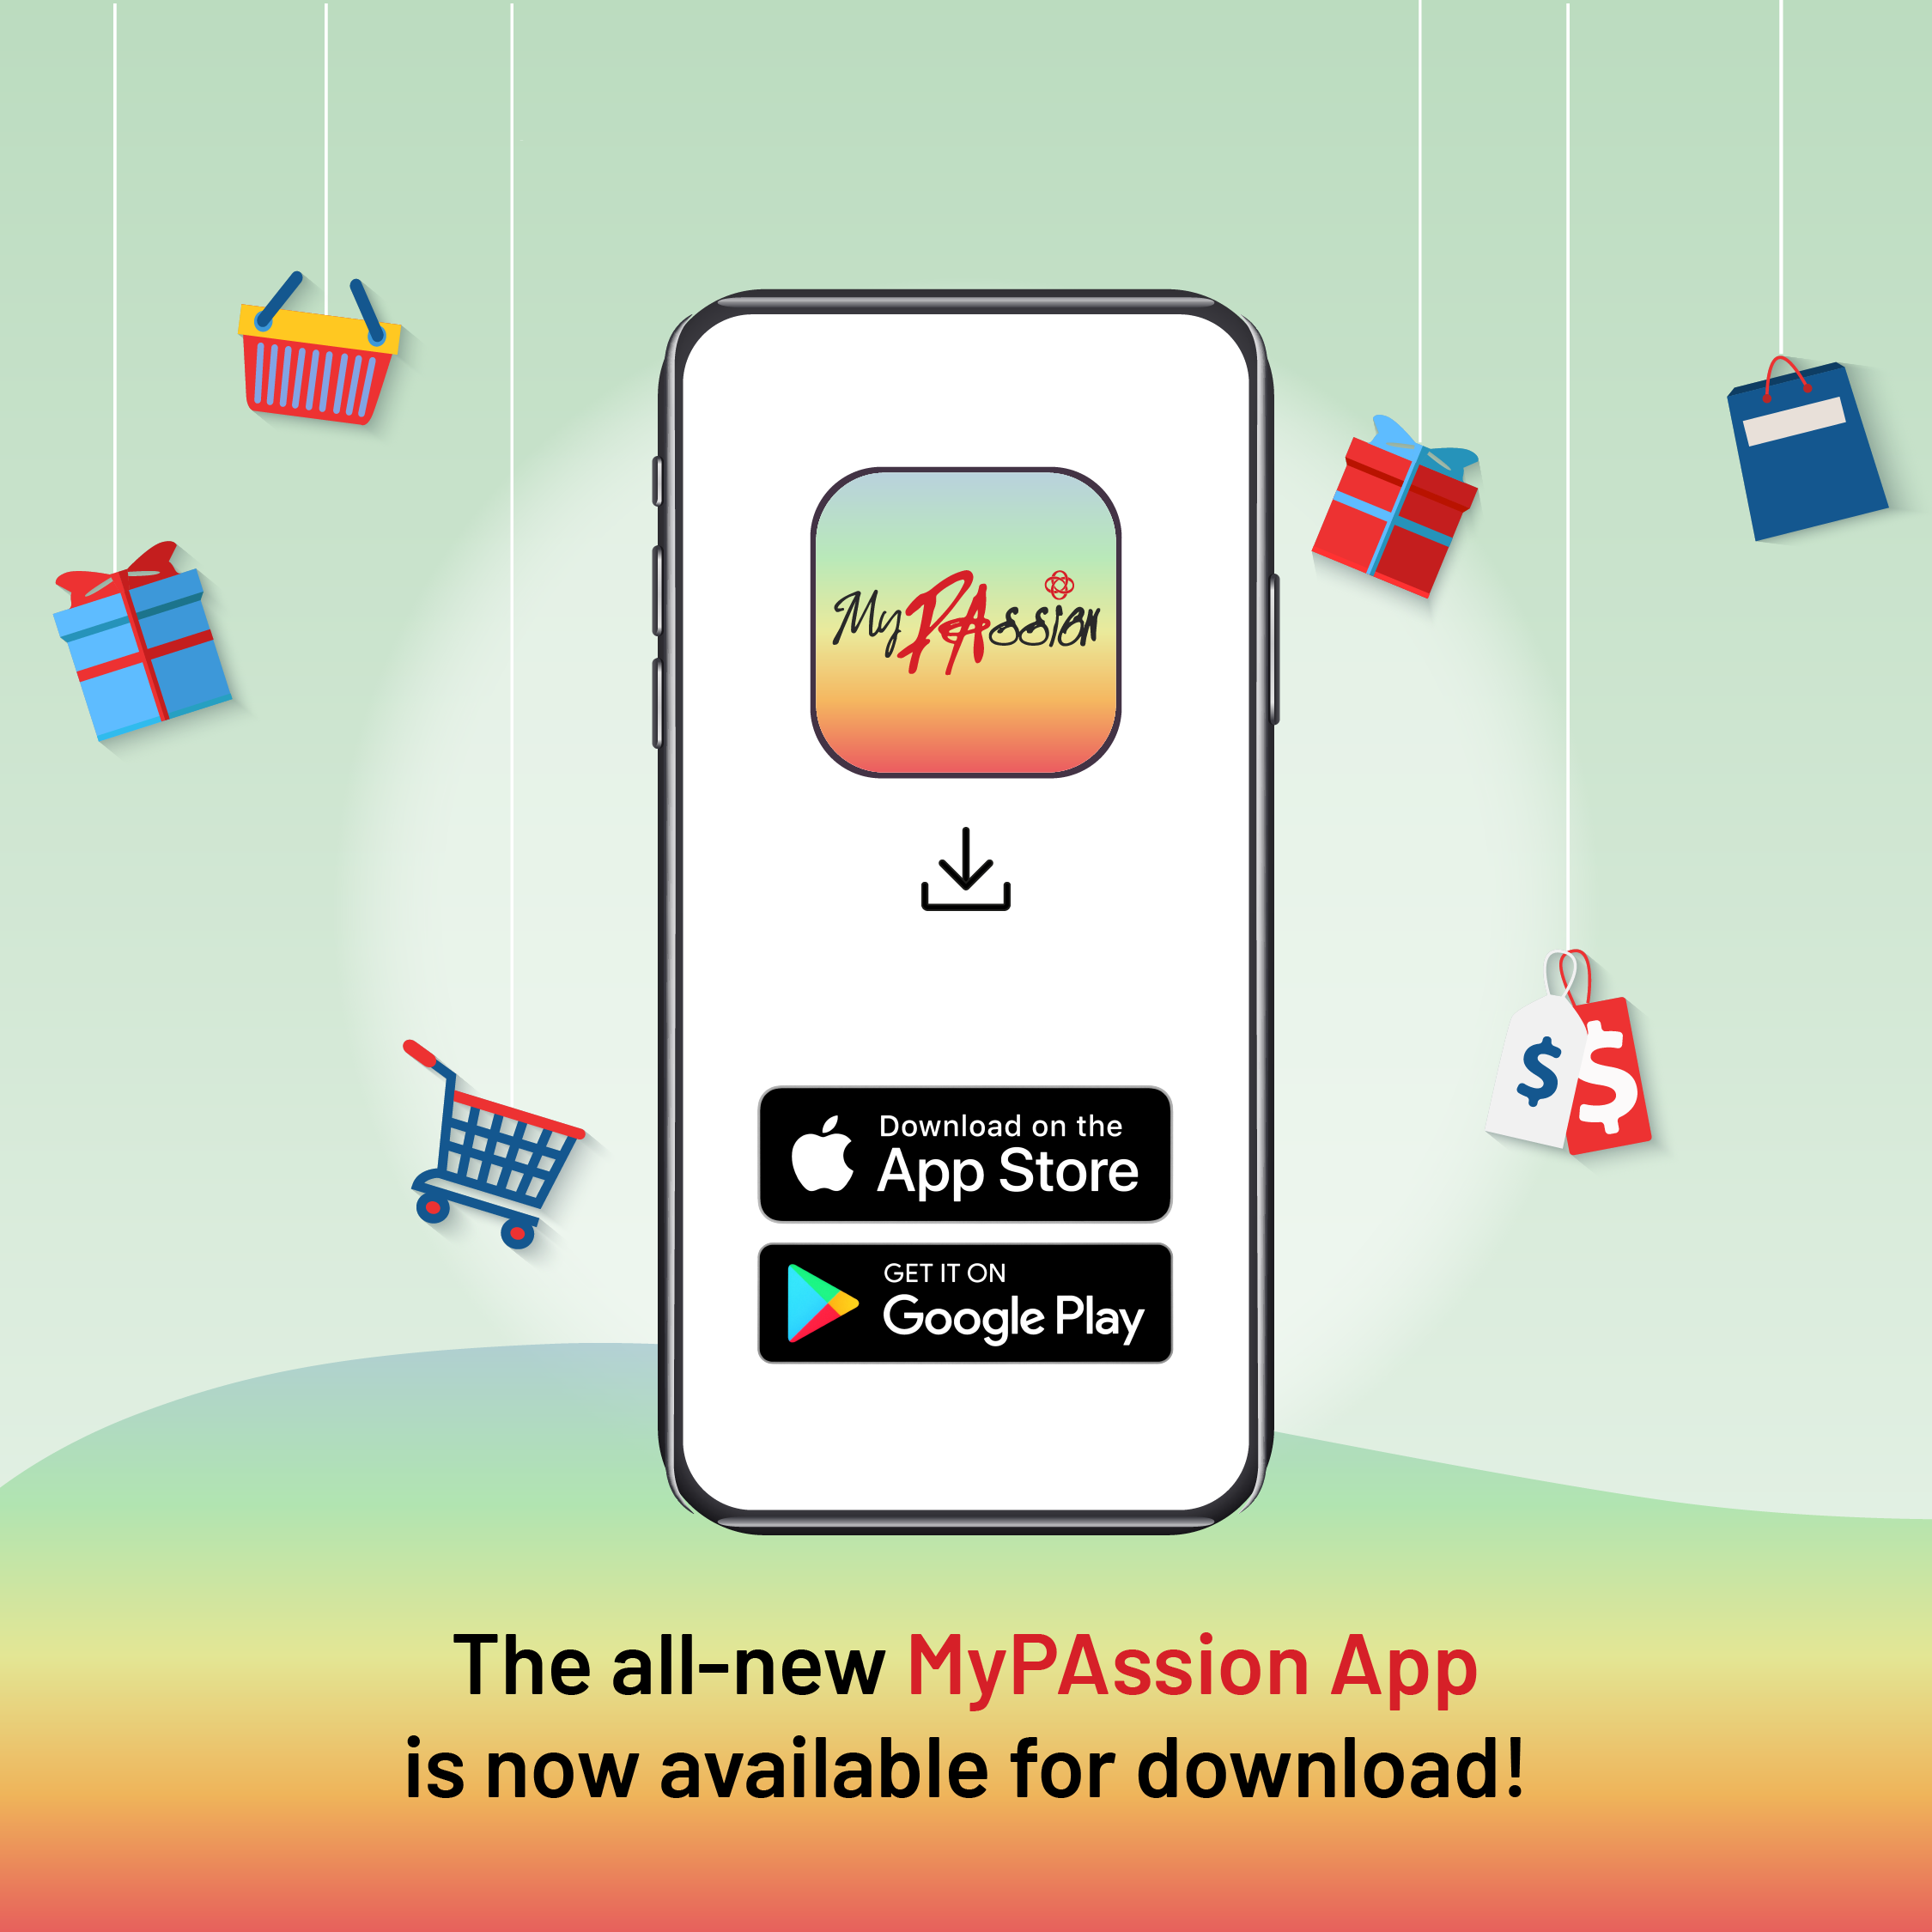 MyPAssion
Download on the
App Store
GET IT ON
Google Play
$ $
The all-new MyPAssion App
is now available for download!